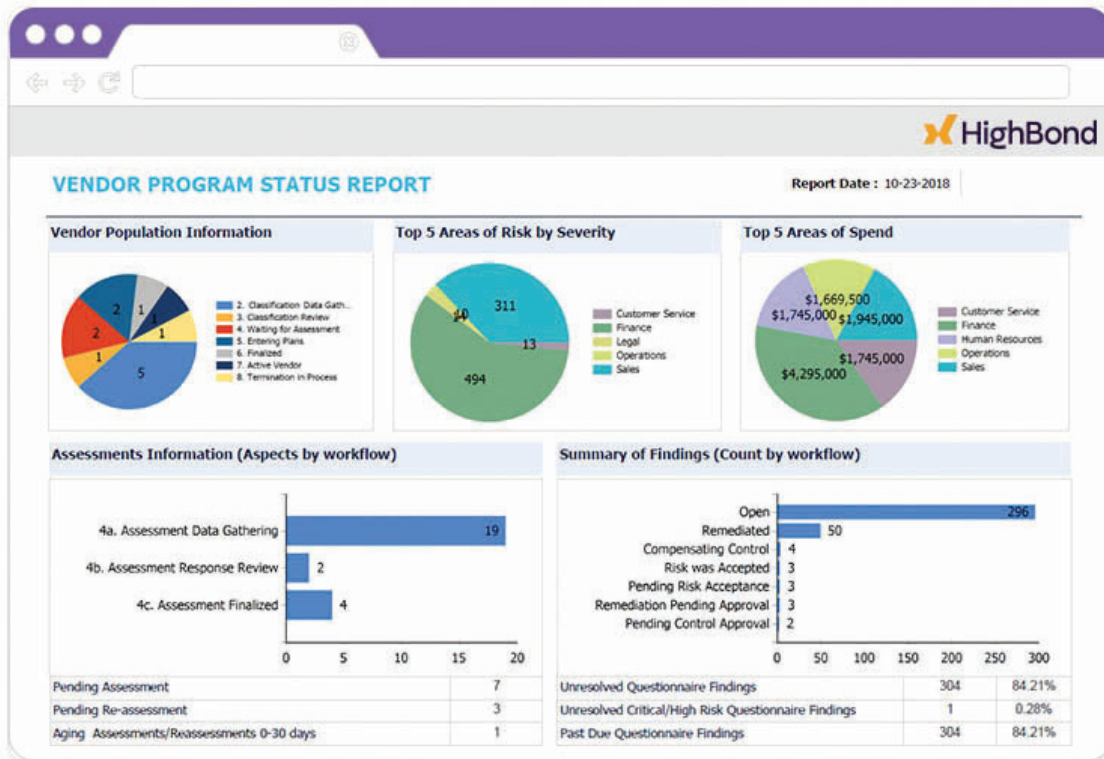 HighBond
VENDOR PROGRAM STATUS REPORT
Report Date : 10-23-2018
Vendor Population Information
2
1
1
2
1
1
5
2. Classification Data Gath...
3. Classification Review
4. Waiting for Assessment
5. Entering Plans
6. Finalized
7. Active Vendor
8. Termination in Process
Top 5 Areas of Risk by Severity
311
13
494
Customer Service
Finance
Legal
Operations
Sales
Top 5 Areas of Spend
$1,669,500
$1,745,000
$1,945,000
$1,745,000
$4,295,000
Customer Service
Finance
Human Resources
Operations
Sales
Assessments Information (Aspects by workflow)
4a. Assessment Data Gathering 19
4b. Assessment Response Review 2
4c. Assessment Finalized 4
0 5 10 15 20
Pending Assessment 7
Pending Re-assessment 3
Aging Assessments/Reassessments 0-30 days 1
Summary of Findings (Count by workflow)
Open 296
Remediated 50
Compensating Control 4
Risk was Accepted 3
Pending Risk Acceptance 3
Remediation Pending Approval 3
Pending Control Approval 2
0 50 100 150 200 250 300
Unresolved Questionnaire Findings 304 84.21%
Unresolved Critical/High Risk Questionnaire Findings 1 0.28%
Past Due Questionnaire Findings 304 84.21%